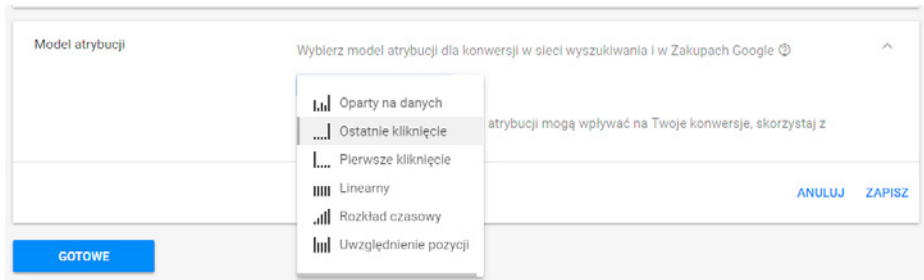 Model atrybucji
Wybierz model atrybucji dla konwersji w sieci wyszukiwania i w Zakupach Google
Oparty na danych
Ostatnie kliknięcie
atrybucji mogą wpływać na Twoje konwersje, skorzystaj z
Pierwsze kliknięcie
Linearny
ANULUJ ZAPISZ
Rozkład czasowy
Uwzględnienie pozycji
GOTOWE